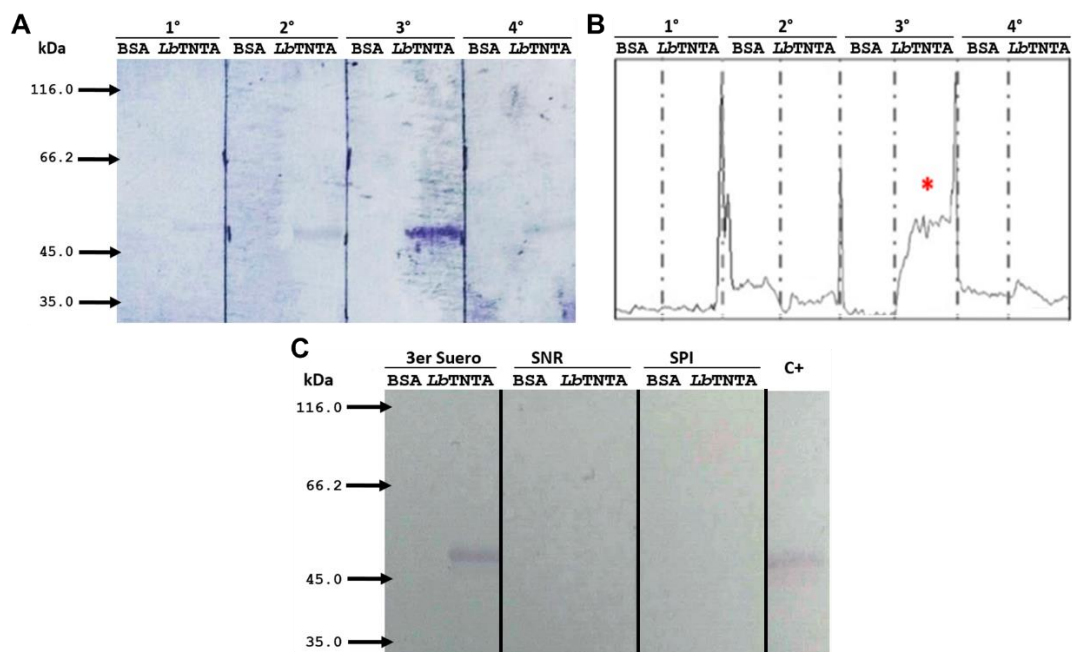 A
1° 2° 3° 4°
kDa
BSA LbTNTA BSA LbTNTA BSA LbTNTA BSA LbTNTA
116.0
66.2
45.0
35.0
B
1° 2° 3° 4°
BSA LbTNTA BSA LbTNTA BSA LbTNTA BSA LbTNTA
*
C
3er Suero SNR SPI C+
kDa
BSA LbTNTA BSA LbTNTA BSA LbTNTA
116.0
66.2
45.0
35.0